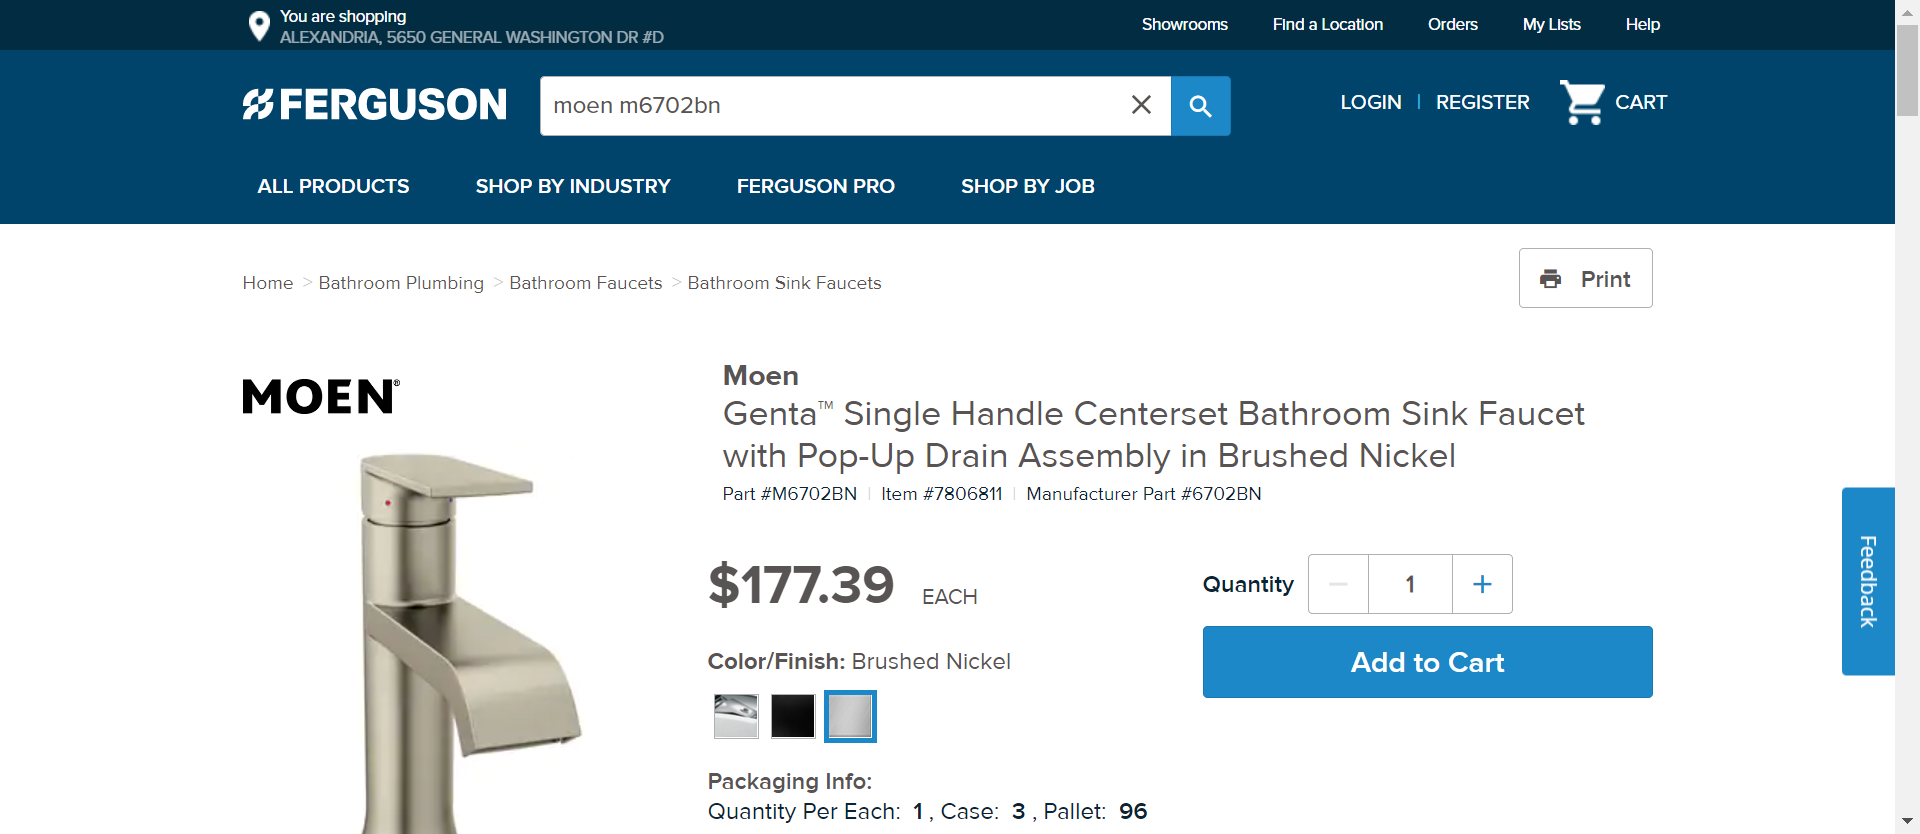 You are shopping
ALEXANDRIA, 5650 GENERAL WASHINGTON DR #D
Showrooms Find a Location Orders My Lists Help
FERGUSON
moen m6702bn
LOGIN | REGISTER CART
ALL PRODUCTS SHOP BY INDUSTRY FERGUSON PRO SHOP BY JOB
Home > Bathroom Plumbing > Bathroom Faucets > Bathroom Sink Faucets
Print
MOEN®
Moen
Genta™ Single Handle Centerset Bathroom Sink Faucet
with Pop-Up Drain Assembly in Brushed Nickel
Part #M6702BN | Item #7806811 | Manufacturer Part #6702BN
$177.39 EACH
Quantity − 1 +
Add to Cart
Color/Finish: Brushed Nickel
Packaging Info:
Quantity Per Each: 1 , Case: 3 , Pallet: 96
Feedback